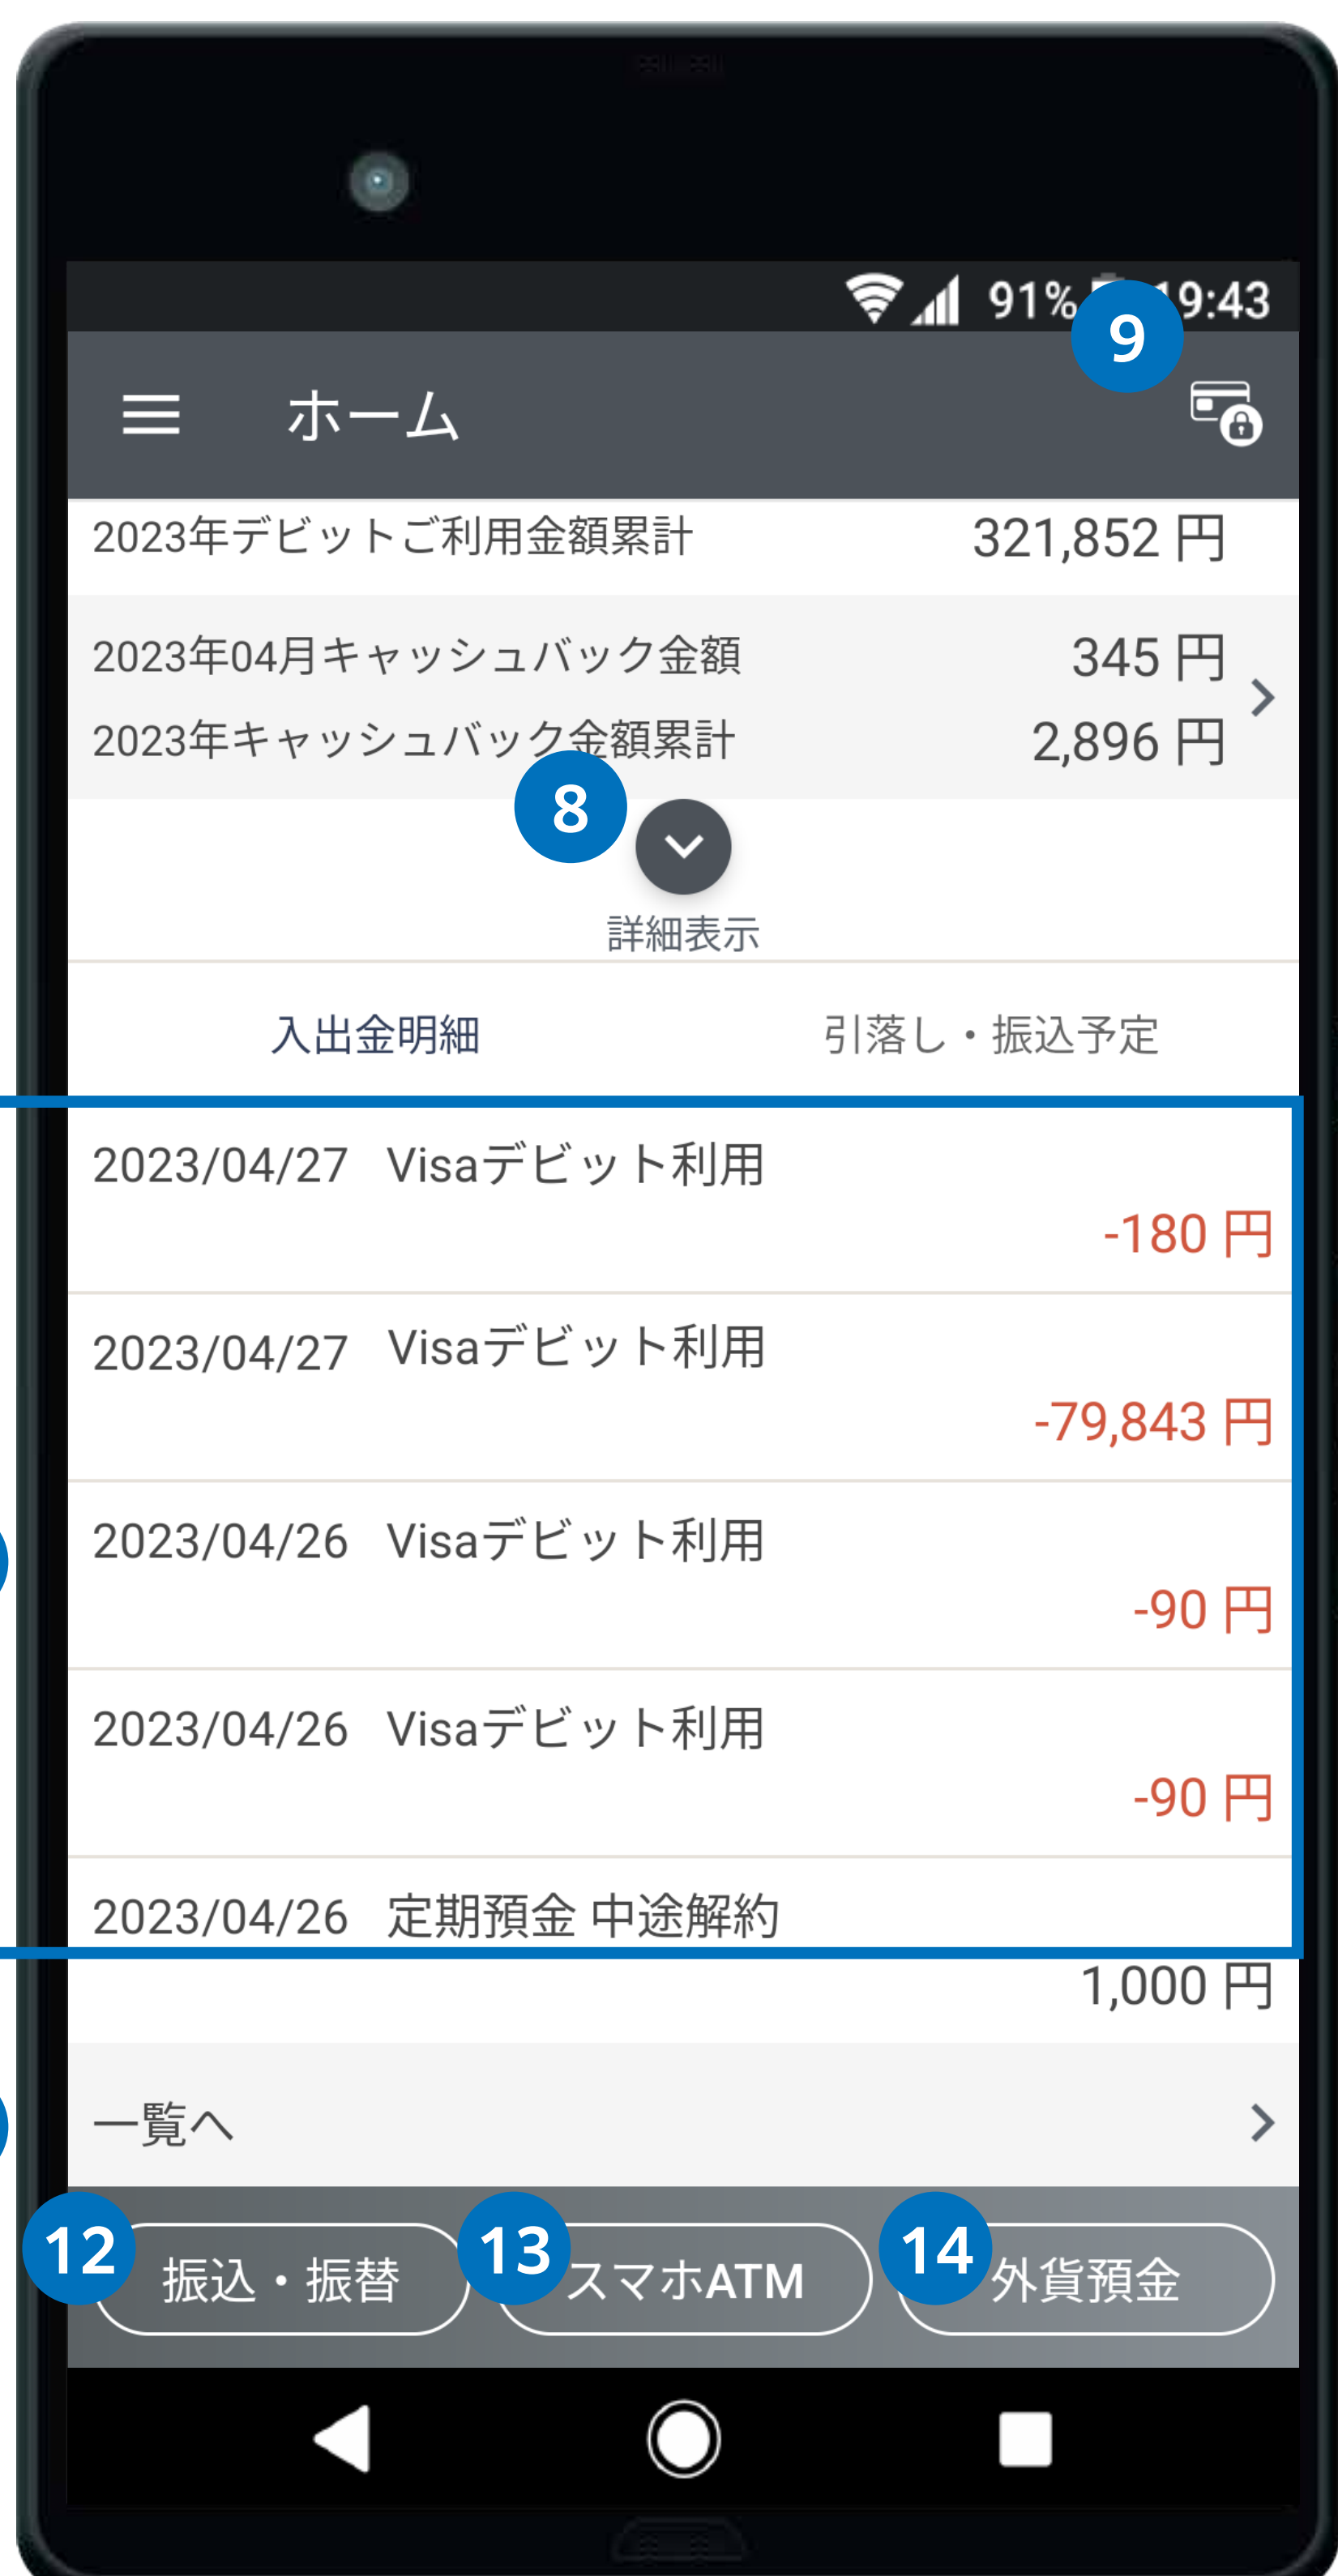 91% 19:43
9
ホーム
2023年デビットご利用金額累計 321,852 円
2023年04月キャッシュバック金額 345 円
2023年キャッシュバック金額累計 2,896 円
8
詳細表示
入出金明細 引落し・振込予定
2023/04/27 Visaデビット利用
-180 円
2023/04/27 Visaデビット利用
-79,843 円
2023/04/26 Visaデビット利用
-90 円
2023/04/26 Visaデビット利用
-90 円
2023/04/26 定期預金 中途解約
1,000 円
一覧へ
12 振込・振替 13 スマホATM 14 外貨預金